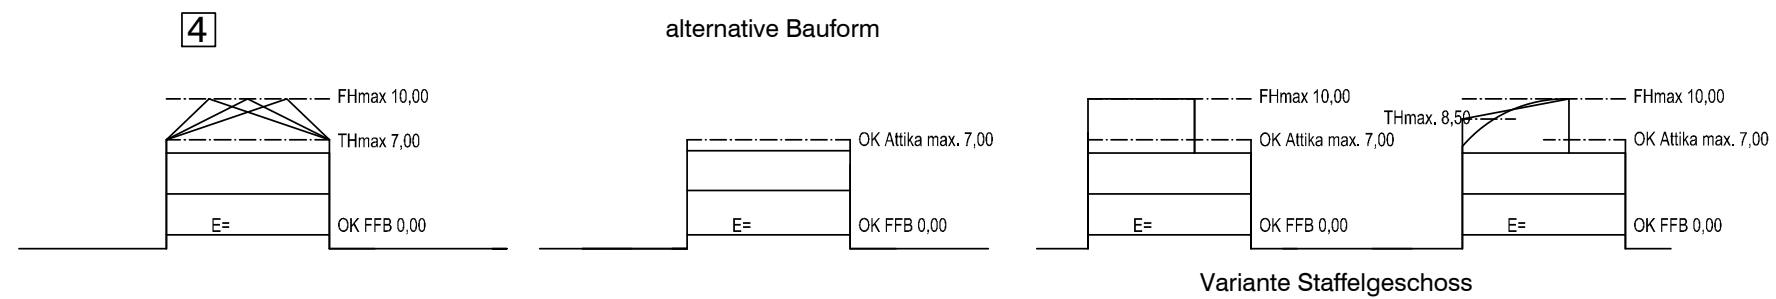 4
alternative Bauform
FHmax 10,00
THmax 7,00
E=
OK FFB 0,00
OK Attika max. 7,00
E=
OK FFB 0,00
FHmax 10,00
OK Attika max. 7,00
E=
OK FFB 0,00
FHmax 10,00
THmax. 8,50
OK Attika max. 7,00
E=
OK FFB 0,00
Variante Staffelgeschoss